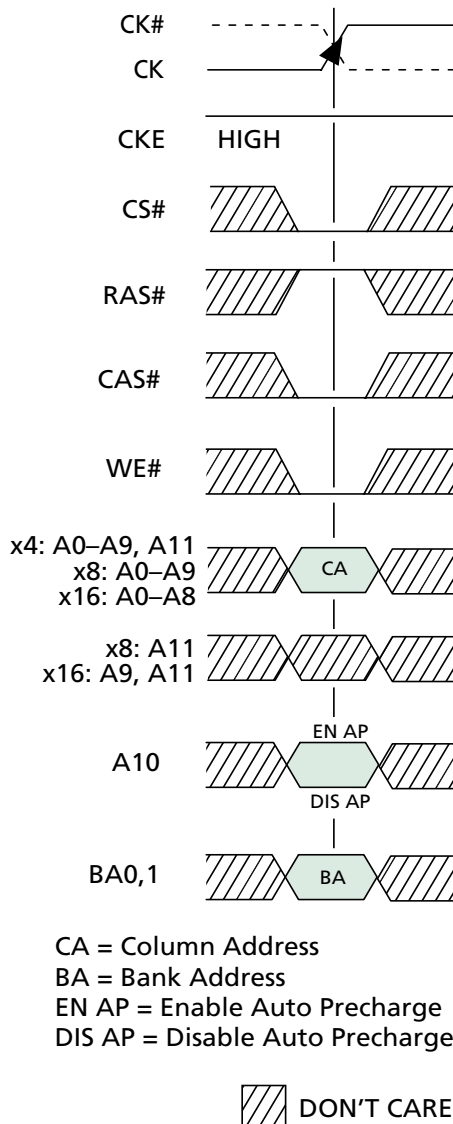 CK#
CK
CKE HIGH
CS#
RAS#
CAS#
WE#
x4: A0–A9, A11
x8: A0–A9
x16: A0–A8
CA
x8: A11
x16: A9, A11
EN AP
A10
DIS AP
BA0,1
BA
CA = Column Address
BA = Bank Address
EN AP = Enable Auto Precharge
DIS AP = Disable Auto Precharge
DON'T CARE